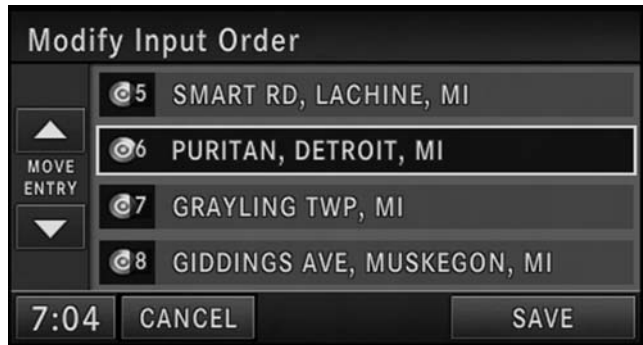 Modify Input Order
5 SMART RD, LACHINE, MI
6 PURITAN, DETROIT, MI
MOVE
ENTRY
7 GRAYLING TWP, MI
8 GIDDINGS AVE, MUSKEGON, MI
7:04 CANCEL SAVE